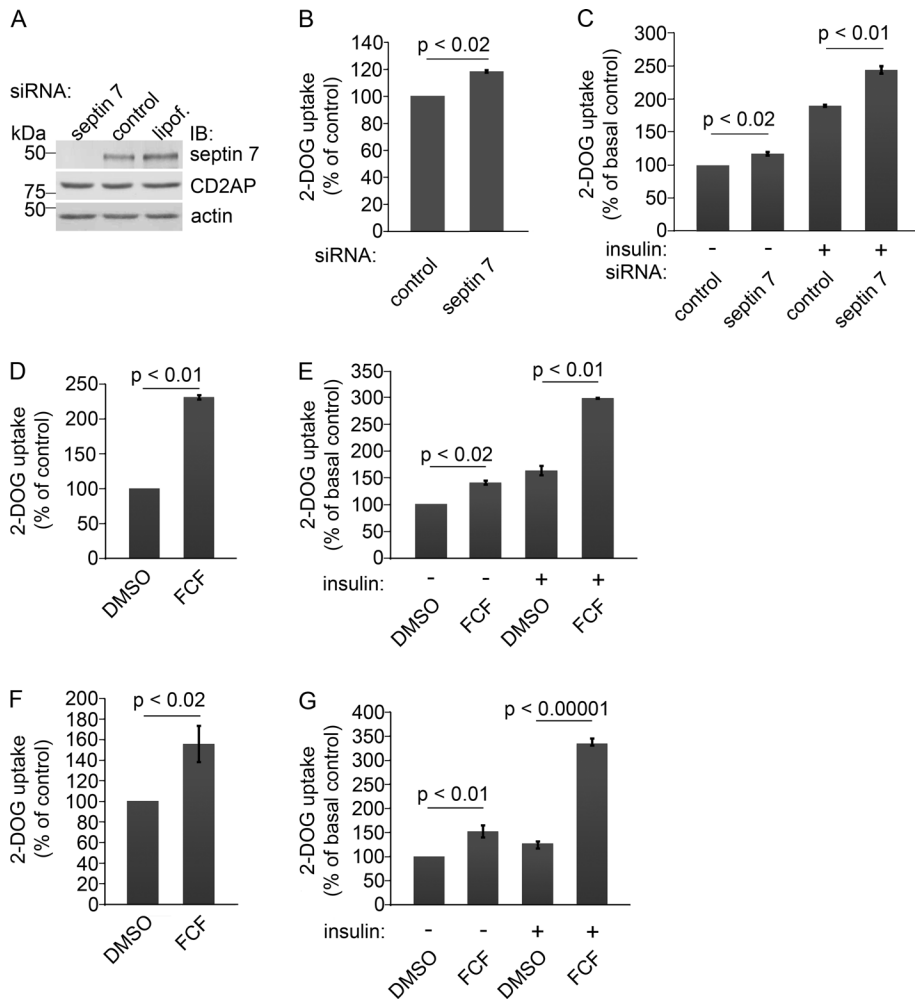 A
siRNA:
septin 7
control
lipof.
kDa
IB:
50
septin 7
75
CD2AP
50
actin
B
2-DOG uptake
(% of control)
140
120
100
80
60
40
20
0
p < 0.02
siRNA:
control
septin 7
C
2-DOG uptake
(% of basal control)
300
250
200
150
100
50
0
p < 0.02
p < 0.01
insulin: - - + +
siRNA:
control
septin 7
control
septin 7
D
2-DOG uptake
(% of control)
250
200
150
100
50
0
p < 0.01
DMSO
FCF
E
2-DOG uptake
(% of basal control)
350
300
250
200
150
100
50
0
p < 0.02
p < 0.01
insulin: - - + +
DMSO
FCF
DMSO
FCF
F
2-DOG uptake
(% of control)
200
180
160
140
120
100
80
60
40
20
0
p < 0.02
DMSO
FCF
G
2-DOG uptake
(% of basal control)
400
350
300
250
200
150
100
50
0
p < 0.01
p < 0.00001
insulin: - - + +
DMSO
FCF
DMSO
FCF